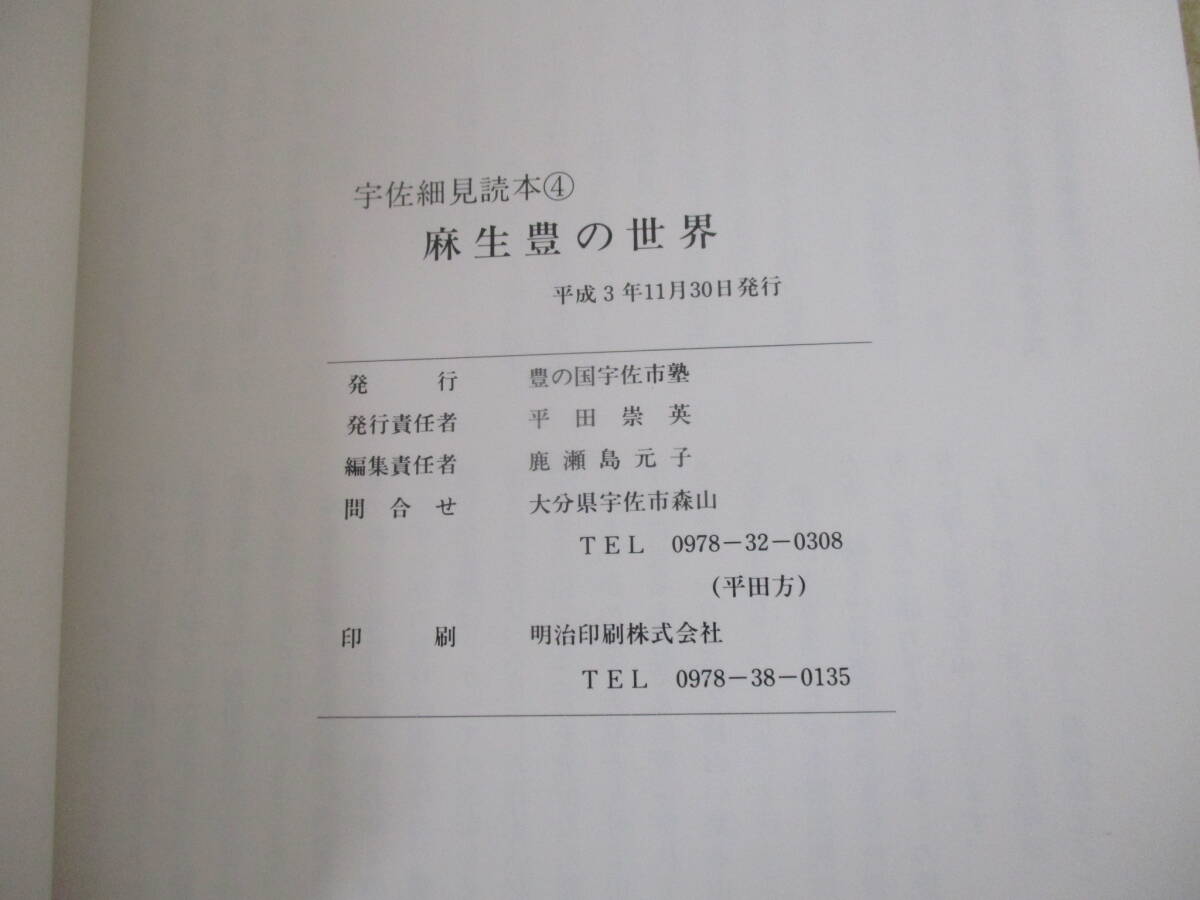 宇佐細見読本④
麻生豊の世界
平成3年11月30日発行
発行 豊の国宇佐市塾
発行責任者 平田崇英
編集責任者 鹿瀬島元子
問合せ 大分県宇佐市森山
TEL 0978-32-0308
(平田方)
印刷 明治印刷株式会社
TEL 0978-38-0135